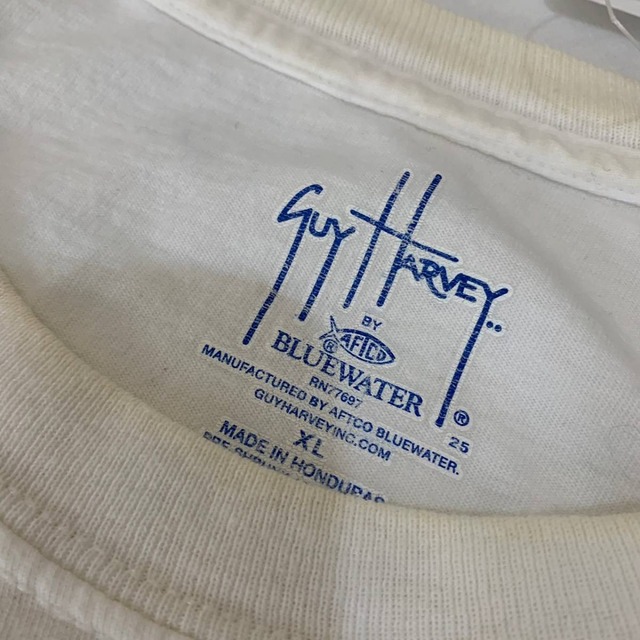 Guy Harvey
BY
AFTCO
®
BLUEWATER ®
RN77697 25
MANUFACTURED BY AFTCO BLUEWATER.
GUYHARVEYINC.COM
XL
MADE IN HONDURAS